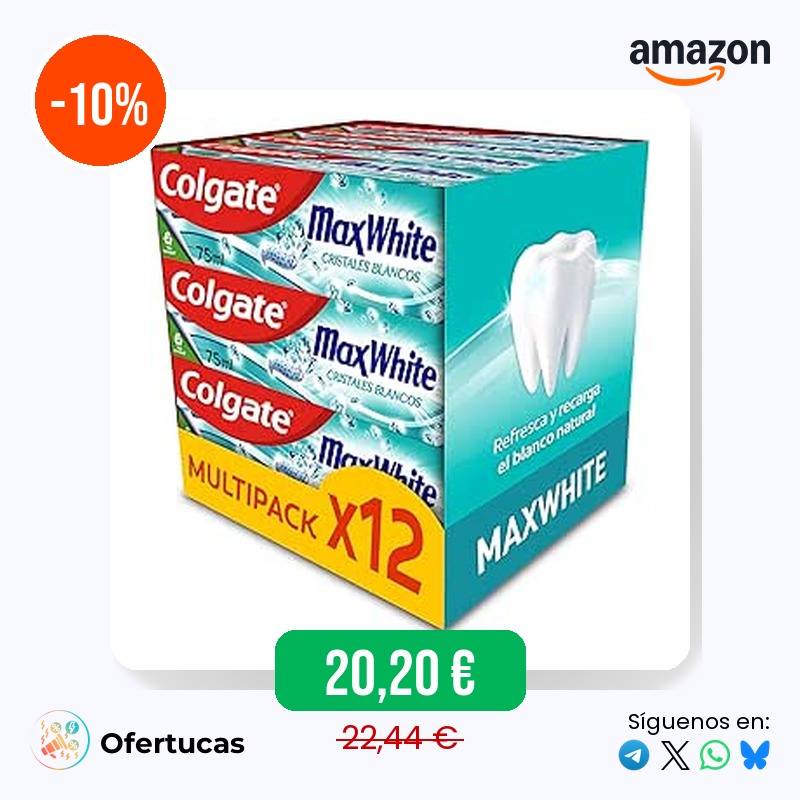 -10%
amazon
Colgate®
MaxWhite
CRISTALES BLANCOS
75ml
Colgate®
MaxWhite
CRISTALES BLANCOS
75ml
Colgate®
MaxWhite
MULTIPACK X12
Refresca y recarga
el blanco natural
MAXWHITE
20,20 €
22,44 €
Ofertucas
Síguenos en: